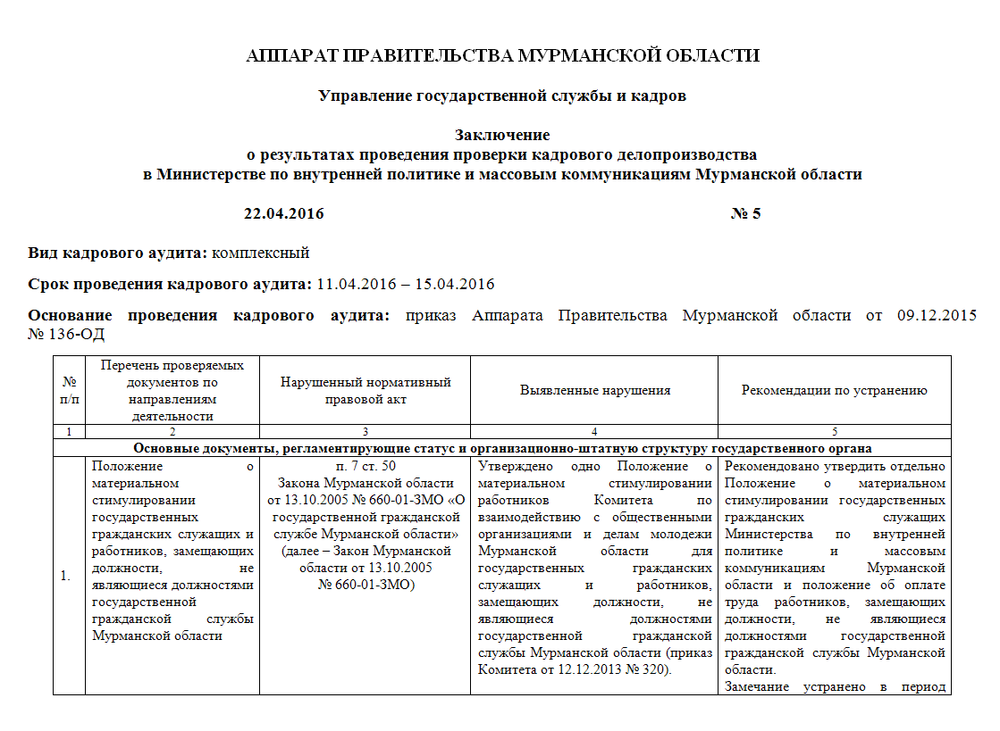 АППАРАТ ПРАВИТЕЛЬСТВА МУРМАНСКОЙ ОБЛАСТИ
Управление государственной службы и кадров
Заключение
о результатах проведения проверки кадрового делопроизводства
в Министерстве по внутренней политике и массовым коммуникациям Мурманской области
22.04.2016 № 5
Вид кадрового аудита: комплексный
Срок проведения кадрового аудита: 11.04.2016 – 15.04.2016
Основание проведения кадрового аудита: приказ Аппарата Правительства Мурманской области от 09.12.2015
№ 136-ОД
№
п/п
Перечень проверяемых
документов по
направлениям
деятельности
Нарушенный нормативный
правовой акт
Выявленные нарушения
Рекомендации по устранению
1
2
3
4
5
Основные документы, регламентирующие статус и организационно-штатную структуру государственного органа
1.
Положение о
материальном
стимулировании
государственных
гражданских служащих и
работников, замещающих
должности, не
являющиеся должностями
государственной
гражданской службы
Мурманской области
п. 7 ст. 50
Закона Мурманской области
от 13.10.2005 № 660-01-ЗМО «О
государственной гражданской
службе Мурманской области»
(далее – Закон Мурманской
области от 13.10.2005
№ 660-01-ЗМО)
Утверждено одно Положение о
материальном стимулировании
работников Комитета по
взаимодействию с общественными
организациями и делам молодежи
Мурманской области для
государственных гражданских
служащих и работников,
замещающих должности, не
являющиеся должностями
государственной гражданской
службы Мурманской области (приказ
Комитета от 12.12.2013 № 320).
Рекомендовано утвердить отдельно
Положение о материальном
стимулировании государственных
гражданских служащих
Министерства по внутренней
политике и массовым
коммуникациям Мурманской
области и положение об оплате
труда работников, замещающих
должности, не являющиеся
должностями государственной
гражданской службы Мурманской
области.
Замечание устранено в период